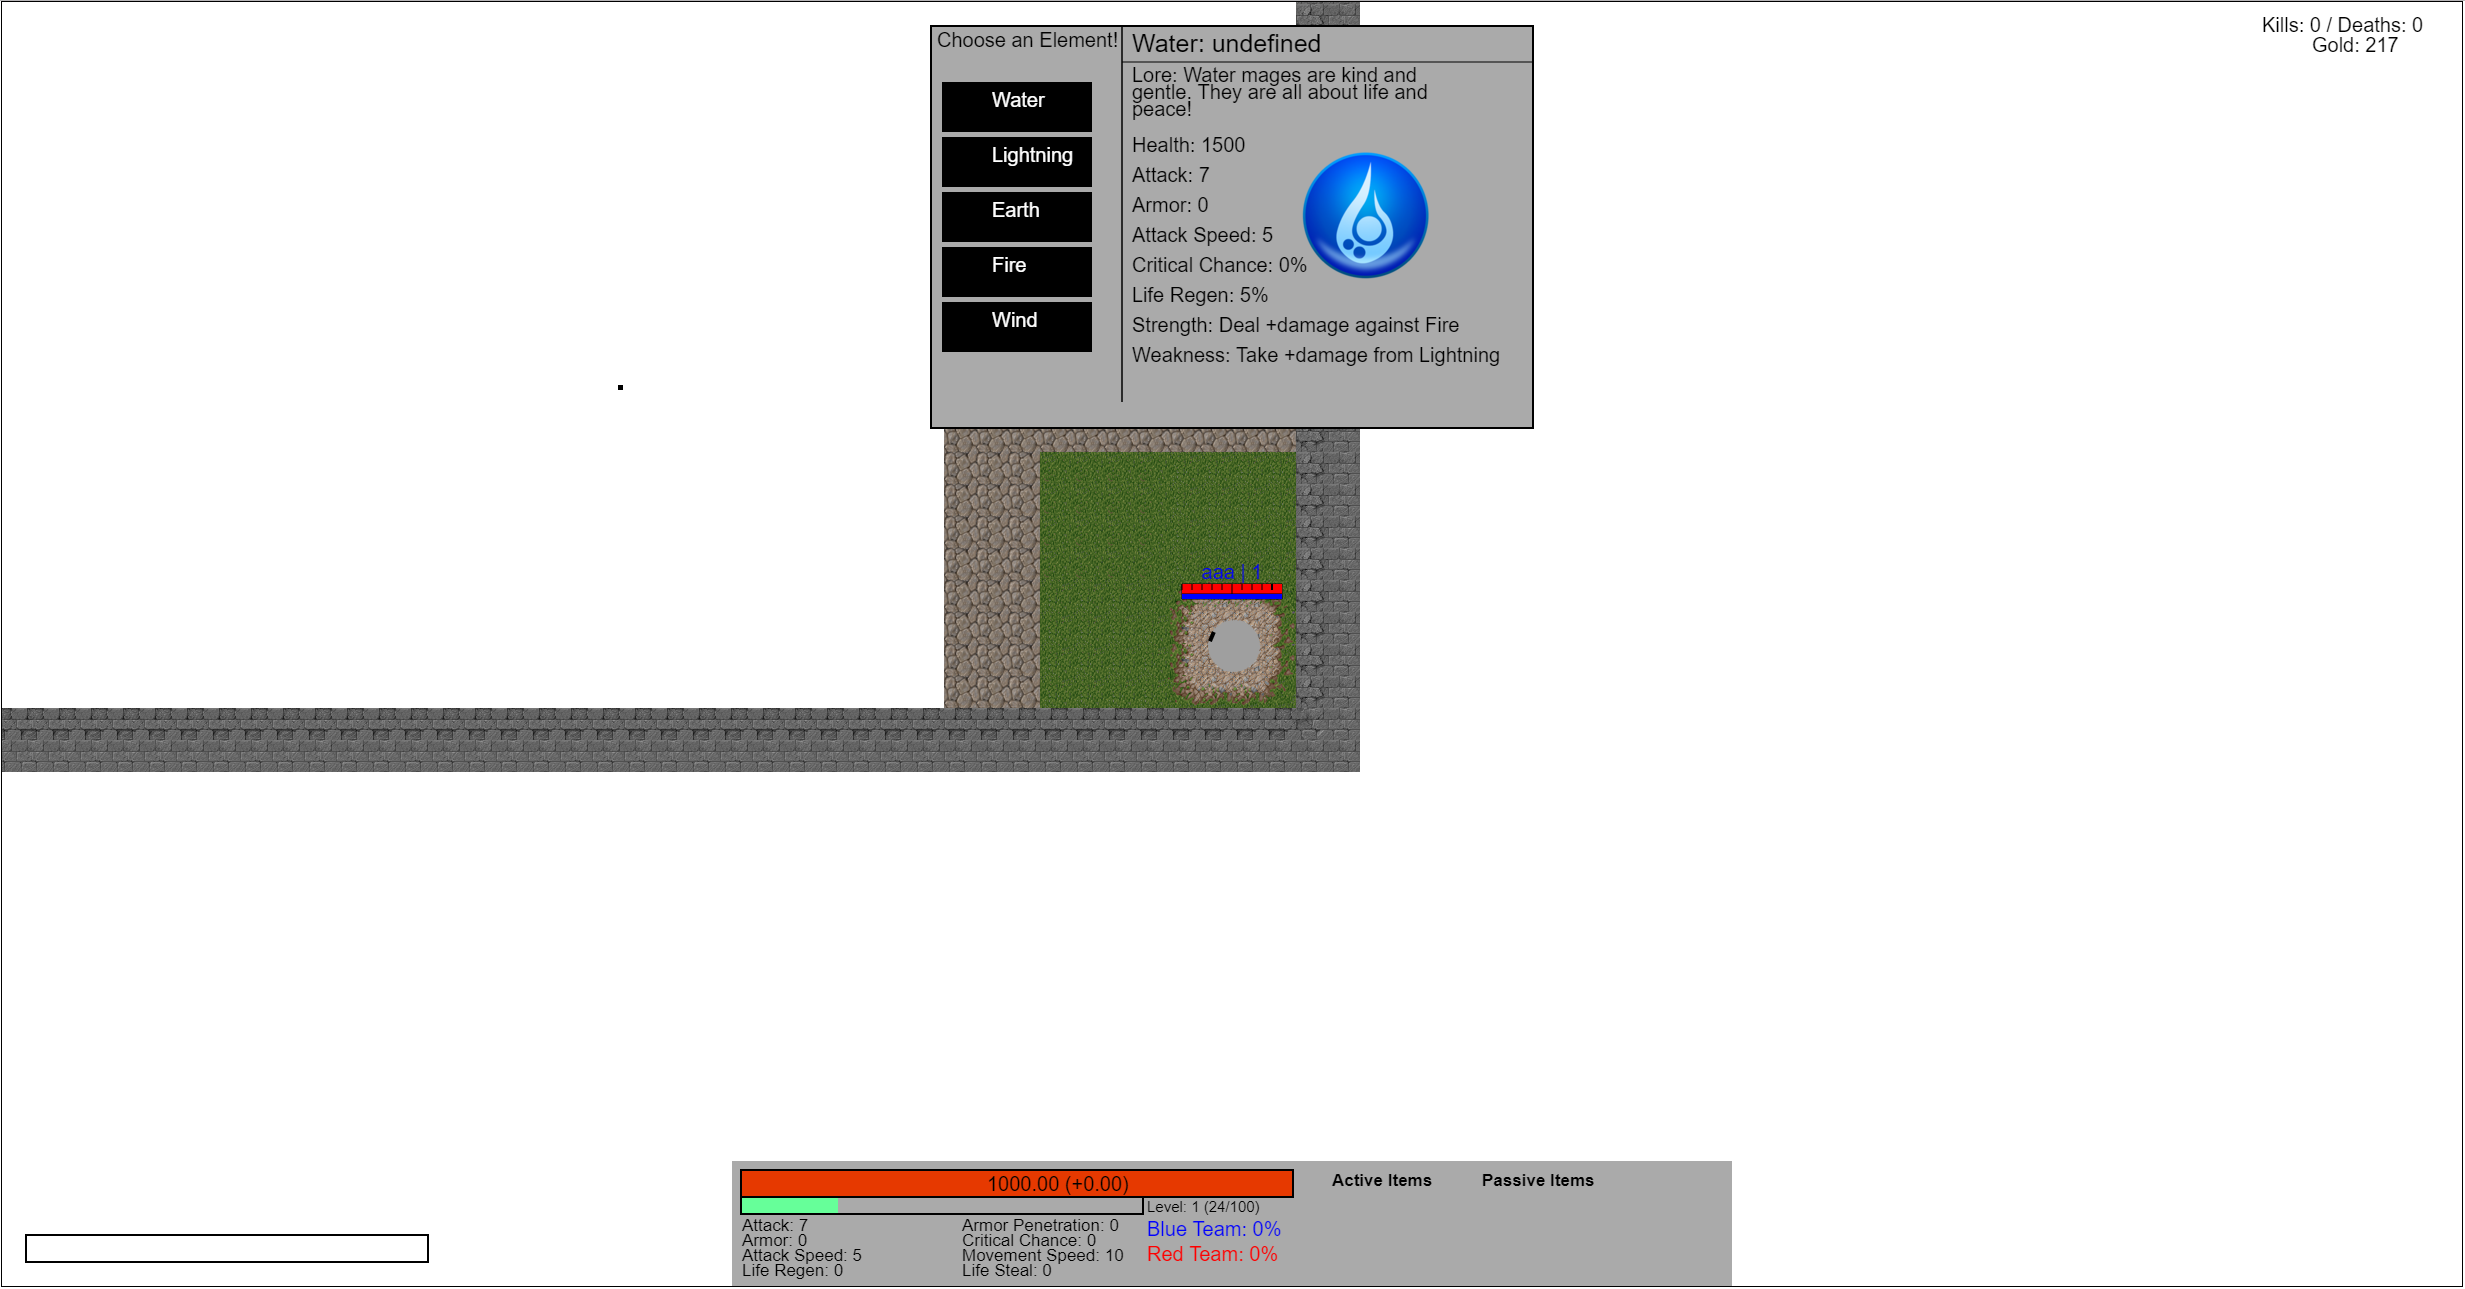 Choose an Element!
Water
Lightning
Earth
Fire
Wind
Water: undefined
Lore: Water mages are kind and
gentle. They are all about life and
peace!
Health: 1500
Attack: 7
Armor: 0
Attack Speed: 5
Critical Chance: 0%
Life Regen: 5%
Strength: Deal +damage against Fire
Weakness: Take +damage from Lightning
Kills: 0 / Deaths: 0
Gold: 217
aaa | 1
1000.00 (+0.00)
Level: 1 (24/100)
Blue Team: 0%
Red Team: 0%
Attack: 7
Armor: 0
Attack Speed: 5
Life Regen: 0
Armor Penetration: 0
Critical Chance: 0
Movement Speed: 10
Life Steal: 0
Active Items
Passive Items